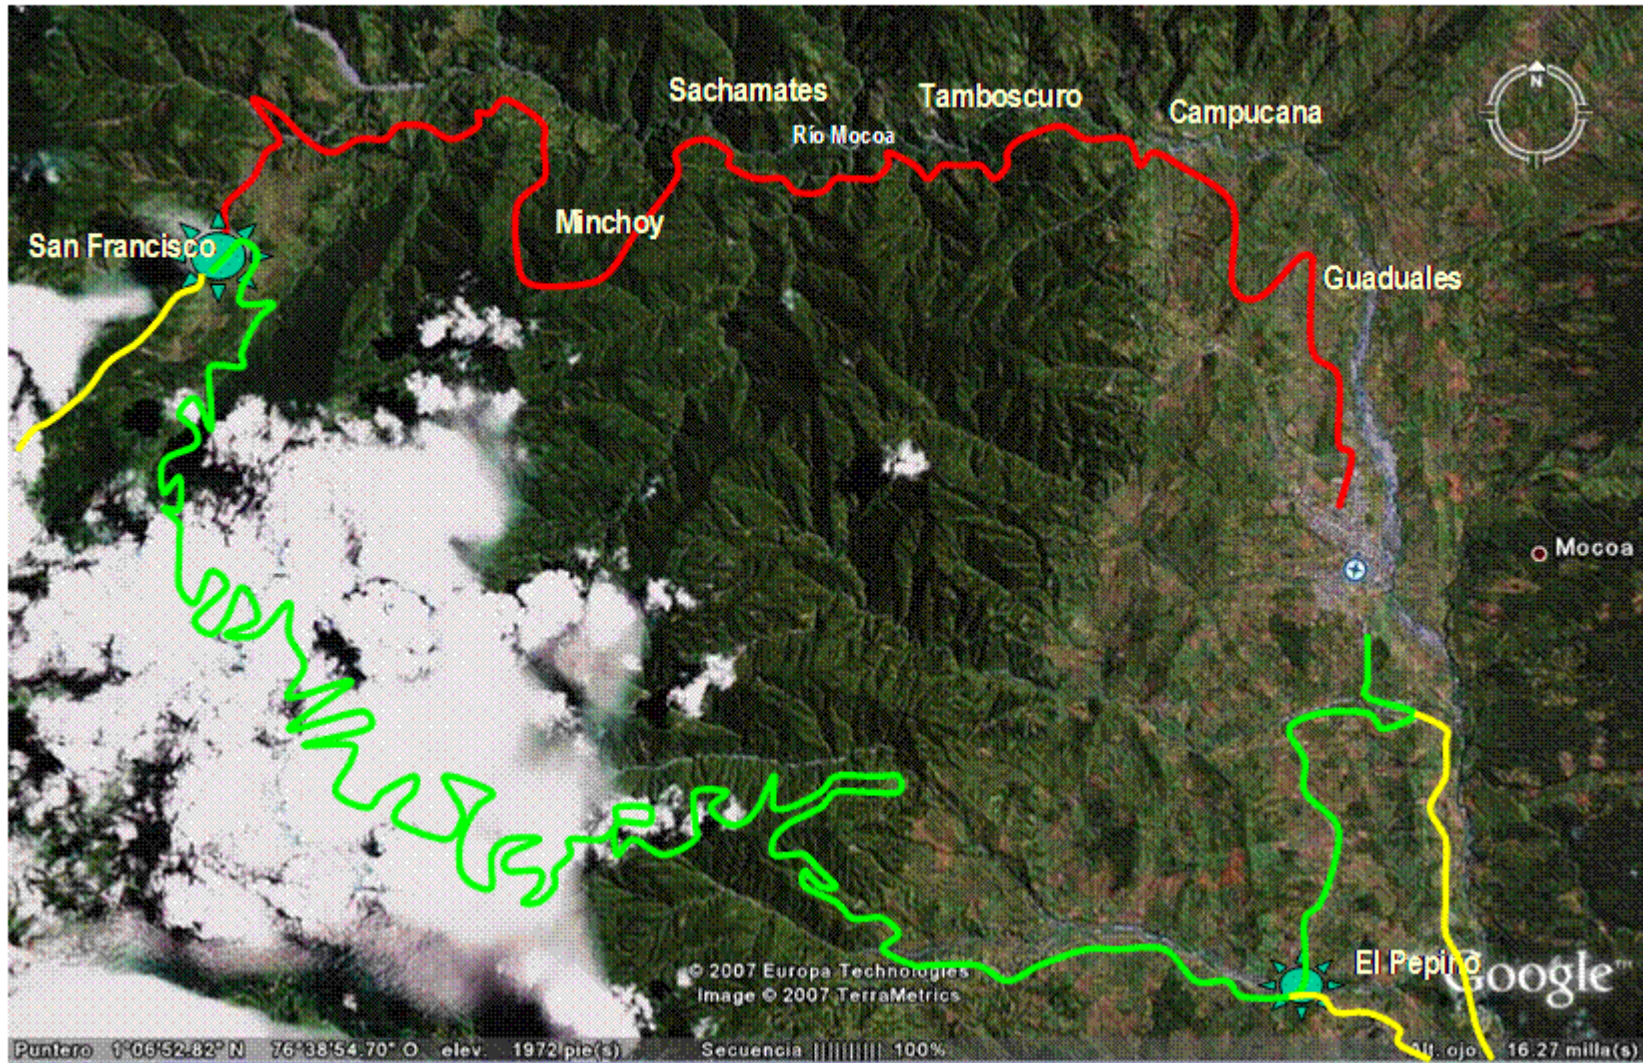 Sachamates
Tamboscuro
Campucana
N
Río Mocoa
Minchoy
San Francisco
Guaduales
Mocoa
El Pepino
Google™
© 2007 Europa Technologies
Image © 2007 TerraMetrics
Puntero 1°06'52.82" N 76°38'54.70" O elev. 1972 pie(s) Secuencia |||||||||| 100% Alt. ojo 16.27 milla(s)